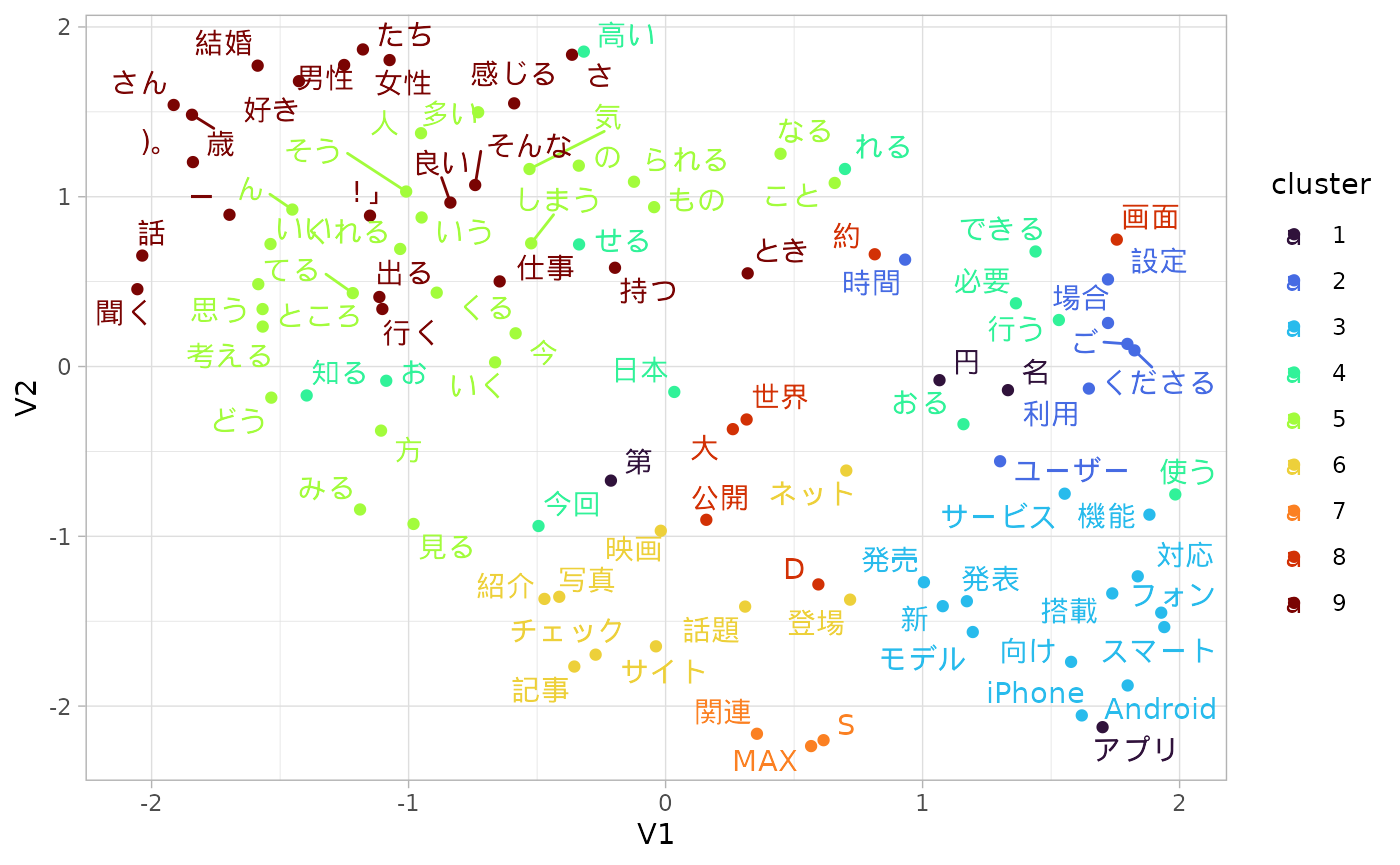 2
1
0
-1
-2
V2
結婚
たち
高い
男性
女性
感じる
さ
さん
好き
多い
気
人
)。
歳
そう
そんな
の
なる
られる
れる
良い
ー
ん
!」
しまう
もの
こと
話
いう
せる
とき
約
画面
できる
てる
出る
仕事
持つ
時間
設定
聞く
思う
ところ
くる
必要
場合
行く
行う
ご
考える
今
知る
お
いく
日本
円
名
くださる
どう
世界
おる
利用
方
大
第
ユーザー
使う
みる
今回
公開
ネット
サービス
機能
見る
映画
D
発売
対応
紹介
写真
発表
搭載
フォン
チェック
話題
登場
新
モデル
向け
スマート
サイト
記事
iPhone
Android
関連
S
MAX
アプリ
-2
-1
0
1
2
V1
cluster
1
2
3
4
5
6
7
8
9